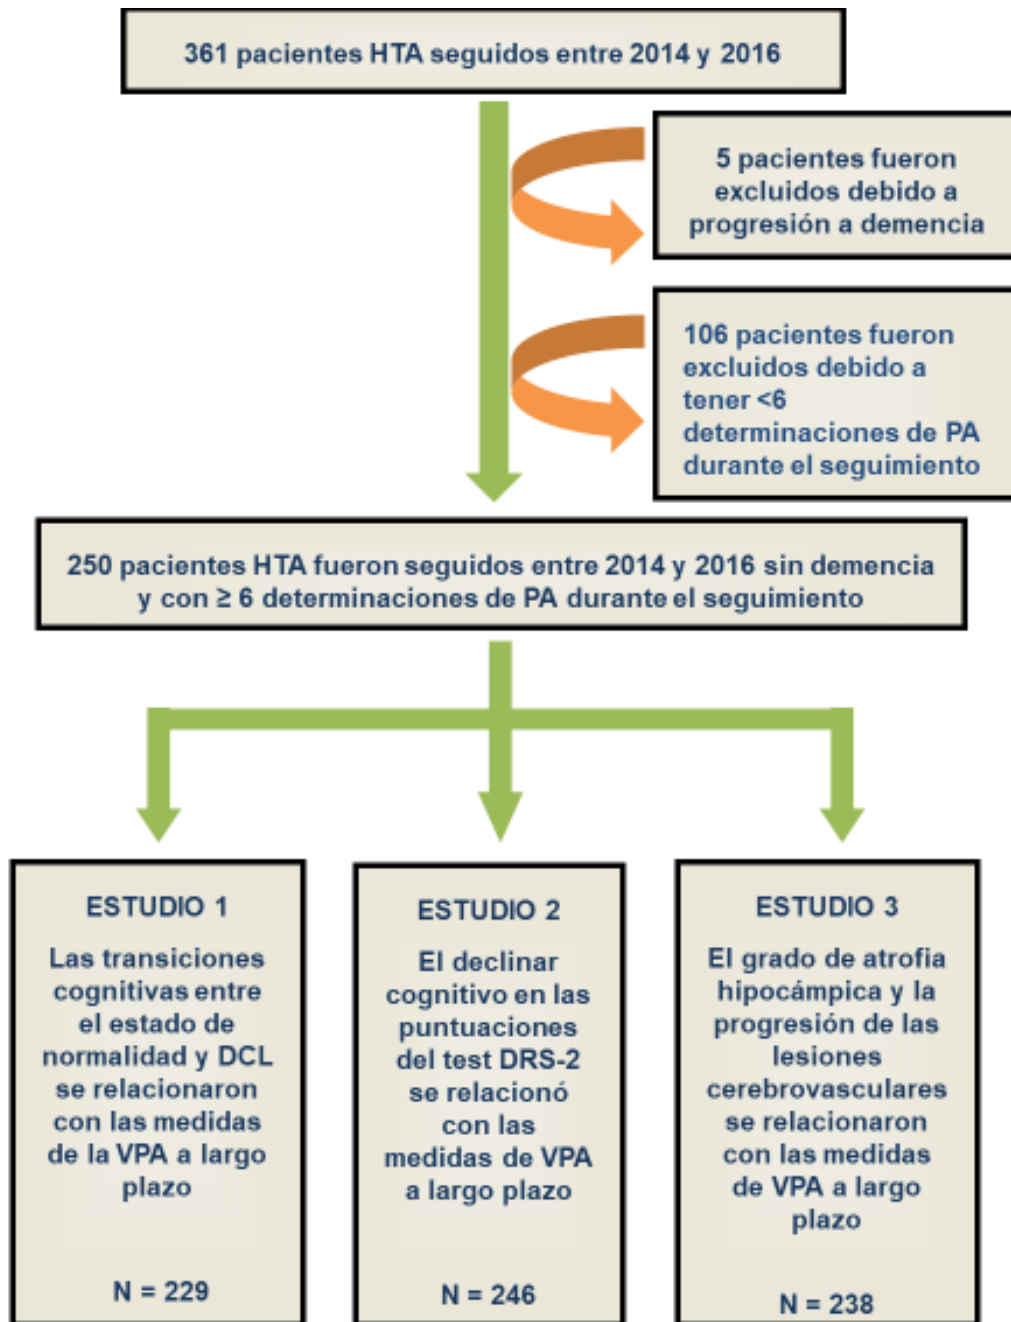 361 pacientes HTA seguidos entre 2014 y 2016
5 pacientes fueron
excluidos debido a
progresión a demencia
106 pacientes fueron
excluidos debido a
tener <6
determinaciones de PA
durante el seguimiento
250 pacientes HTA fueron seguidos entre 2014 y 2016 sin demencia
y con ≥ 6 determinaciones de PA durante el seguimiento
ESTUDIO 1
Las transiciones
cognitivas entre
el estado de
normalidad y DCL
se relacionaron
con las medidas
de la VPA a largo
plazo
N = 229
ESTUDIO 2
El declinar
cognitivo en las
puntuaciones
del test DRS-2
se relacionó
con las
medidas de VPA
a largo plazo
N = 246
ESTUDIO 3
El grado de atrofia
hipocámpica y la
progresión de las
lesiones
cerebrovasculares
se relacionaron
con las medidas
de VPA a largo
plazo
N = 238